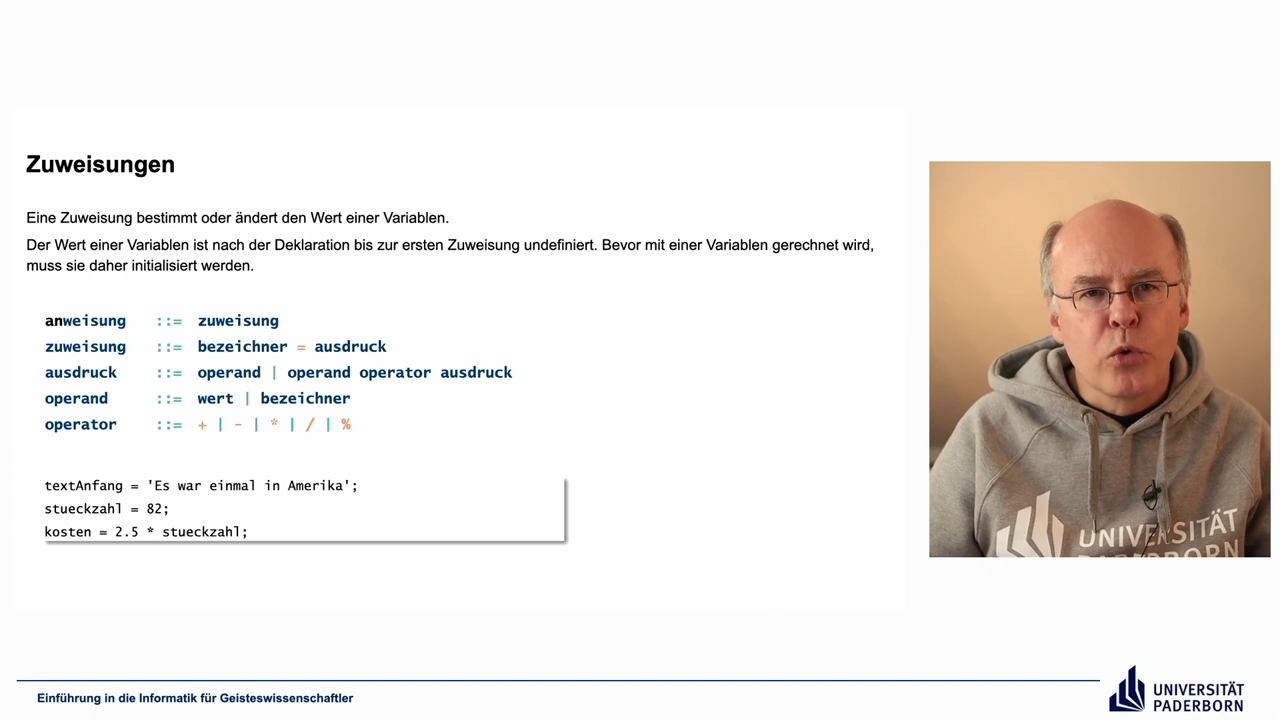 Zuweisungen
Eine Zuweisung bestimmt oder ändert den Wert einer Variablen.
Der Wert einer Variablen ist nach der Deklaration bis zur ersten Zuweisung undefiniert. Bevor mit einer Variablen gerechnet wird,
muss sie daher initialisiert werden.
anweisung ::= zuweisung
zuweisung ::= bezeichner = ausdruck
ausdruck ::= operand | operand operator ausdruck
operand ::= wert | bezeichner
operator ::= + | - | * | / | %
textAnfang = 'Es war einmal in Amerika';
stueckzahl = 82;
kosten = 2.5 * stueckzahl;
UNIVERSITÄT
PADERBORN
Einführung in die Informatik für Geisteswissenschaftler
UNIVERSITÄT
PADERBORN